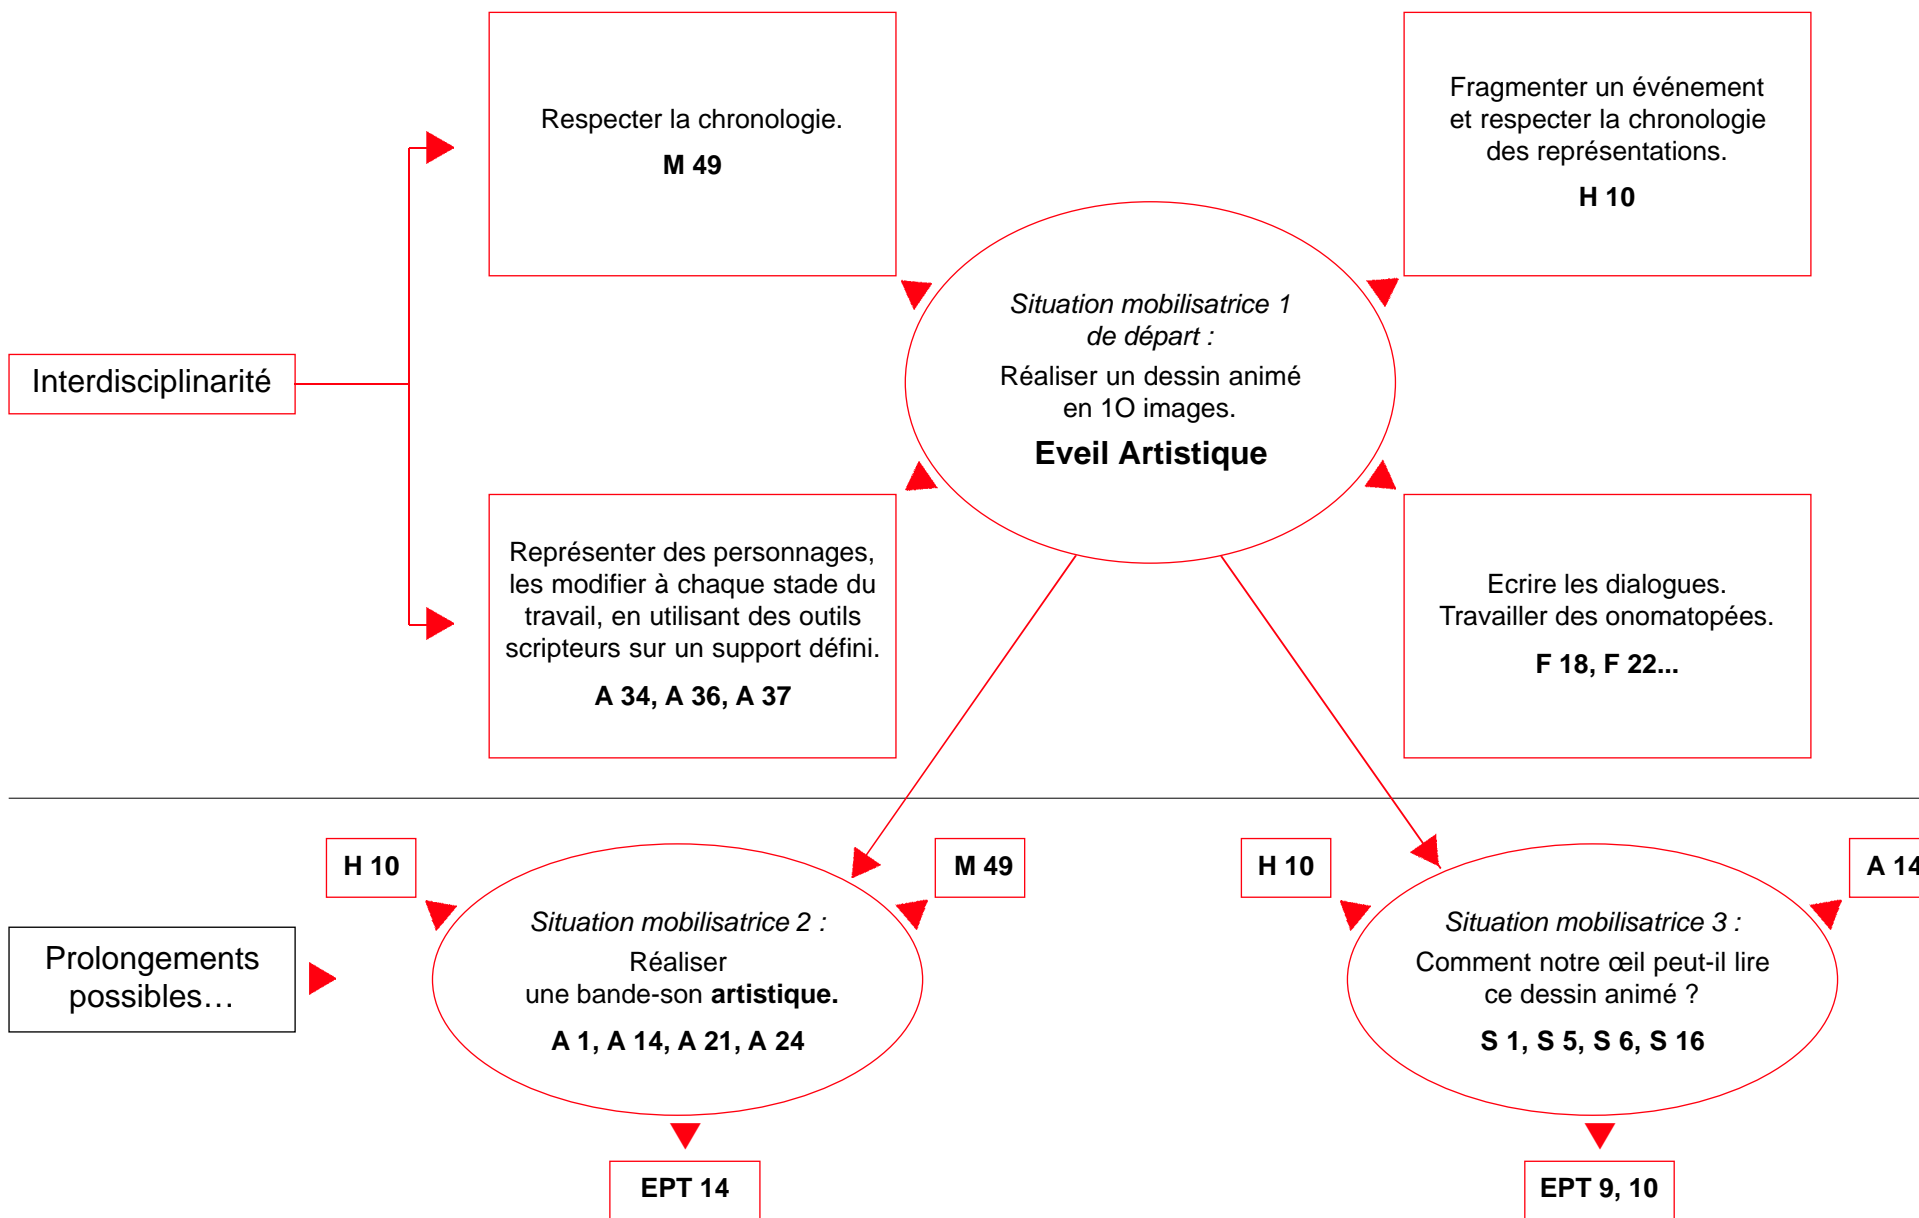 Respecter la chronologie.
M 49
Fragmenter un événement
et respecter la chronologie
des représentations.
H 10
Situation mobilisatrice 1
de départ :
Réaliser un dessin animé
en 1O images.
Eveil Artistique
Interdisciplinarité
Représenter des personnages,
les modifier à chaque stade du
travail, en utilisant des outils
scripteurs sur un support défini.
A 34, A 36, A 37
Ecrire les dialogues.
Travailler des onomatopées.
F 18, F 22...
H 10
M 49
H 10
A 14
Prolongements
possibles…
Situation mobilisatrice 2 :
Réaliser
une bande-son artistique.
A 1, A 14, A 21, A 24
Situation mobilisatrice 3 :
Comment notre œil peut-il lire
ce dessin animé ?
S 1, S 5, S 6, S 16
EPT 14
EPT 9, 10